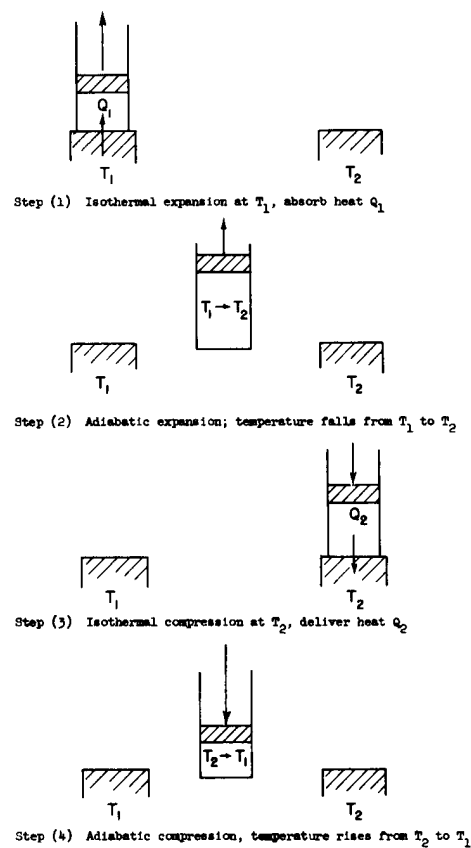 Q₁
T₁
T₂
Step (1) Isothermal expansion at T₁, absorb heat Q₁
T₁ → T₂
T₁
T₂
Step (2) Adiabatic expansion; temperature falls from T₁ to T₂
Q₂
T₁
T₂
Step (3) Isothermal compression at T₂, deliver heat Q₂
T₂ → T₁
T₁
T₂
Step (4) Adiabatic compression, temperature rises from T₂ to T₁